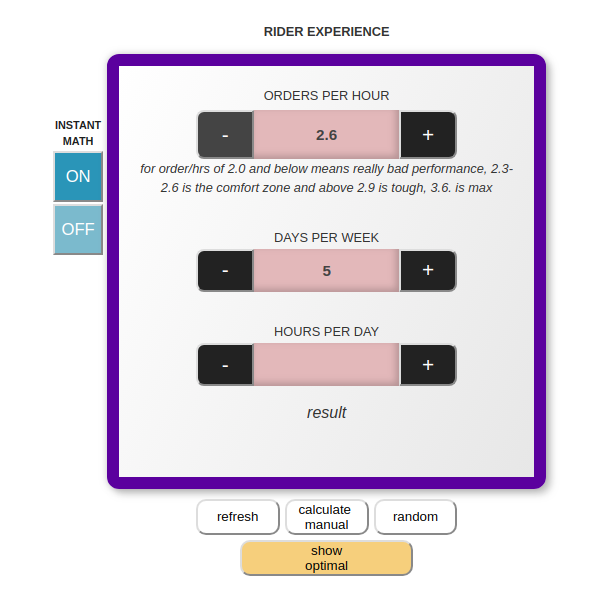 RIDER EXPERIENCE
ORDERS PER HOUR
- 2.6 +
for order/hrs of 2.0 and below means really bad performance, 2.3-
2.6 is the comfort zone and above 2.9 is tough, 3.6. is max
INSTANT
MATH
ON
OFF
DAYS PER WEEK
- 5 +
HOURS PER DAY
- +
result
refresh
calculate
manual
random
show
optimal